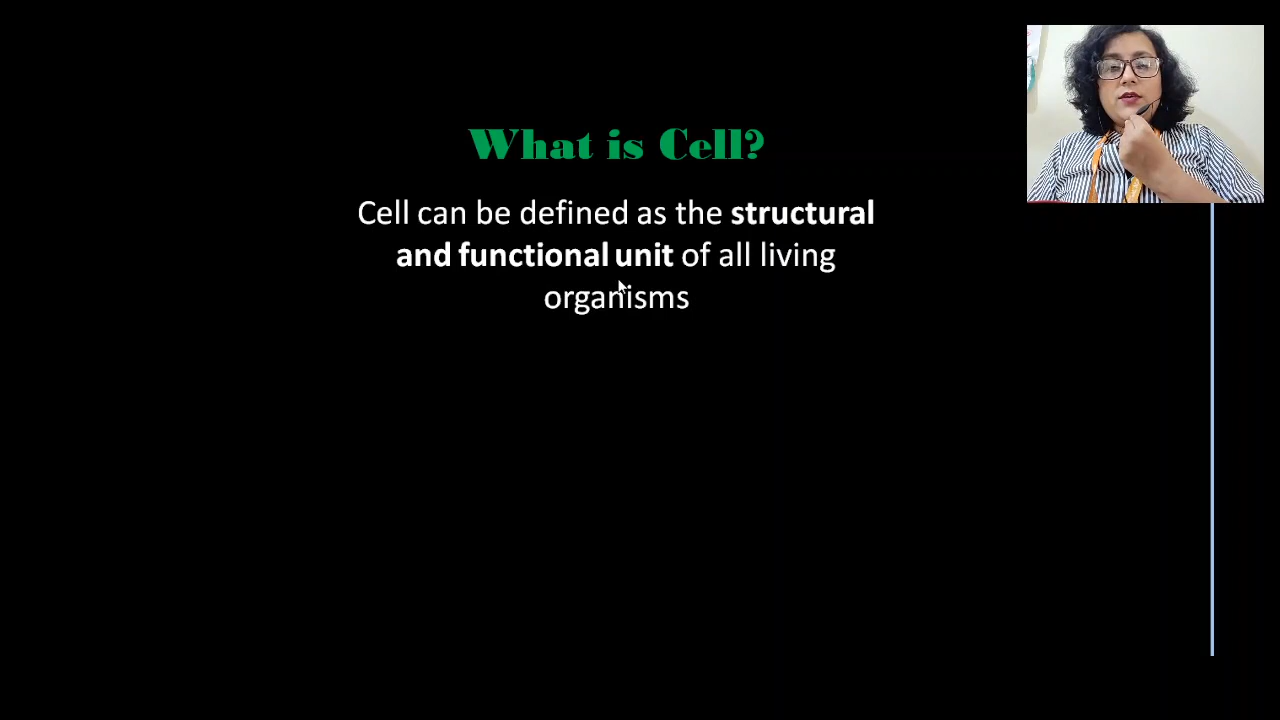 What is Cell?
Cell can be defined as the structural
and functional unit of all living
organisms